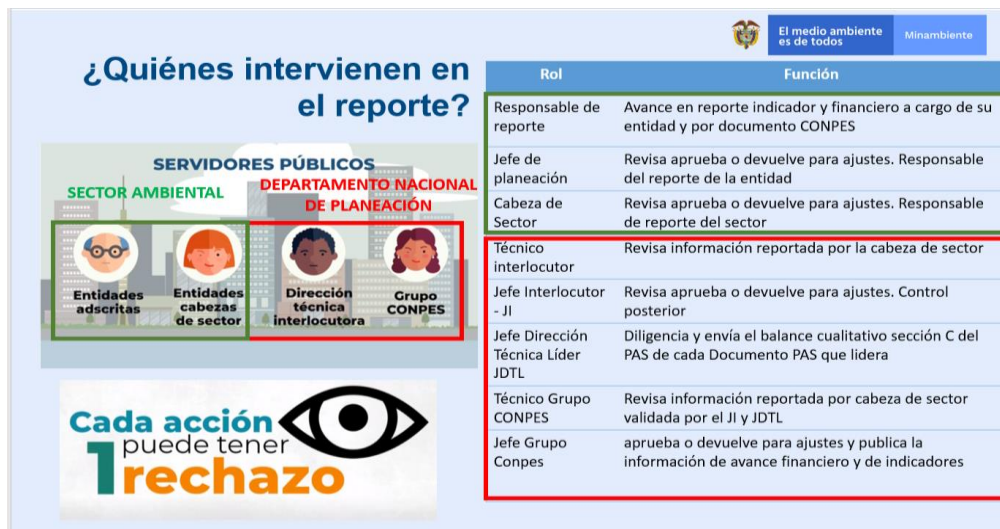 El medio ambiente
es de todos
Minambiente
¿Quiénes intervienen en
el reporte?
SERVIDORES PÚBLICOS
SECTOR AMBIENTAL
DEPARTAMENTO NACIONAL
DE PLANEACIÓN
Entidades
adscritas
Entidades
cabezas
de sector
Dirección
técnica
interlocutora
Grupo
CONPES
Cada acción
puede tener
1 rechazo
Rol Función
Responsable de Avance en reporte indicador y financiero a cargo de su
reporte entidad y por documento CONPES
Jefe de Revisa aprueba o devuelve para ajustes. Responsable
planeación del reporte de la entidad
Cabeza de Revisa aprueba o devuelve para ajustes. Responsable
Sector de reporte del sector
Técnico Revisa información reportada por la cabeza de sector
interlocutor
Jefe Interlocutor Revisa aprueba o devuelve para ajustes. Control
- JI posterior
Jefe Dirección Diligencia y envía el balance cualitativo sección C del
Técnica Líder PAS de cada Documento PAS que lidera
JDTL
Técnico Grupo Revisa información reportada por cabeza de sector
CONPES validada por el JI y JDTL
Jefe Grupo aprueba o devuelve para ajustes y publica la
Conpes información de avance financiero y de indicadores